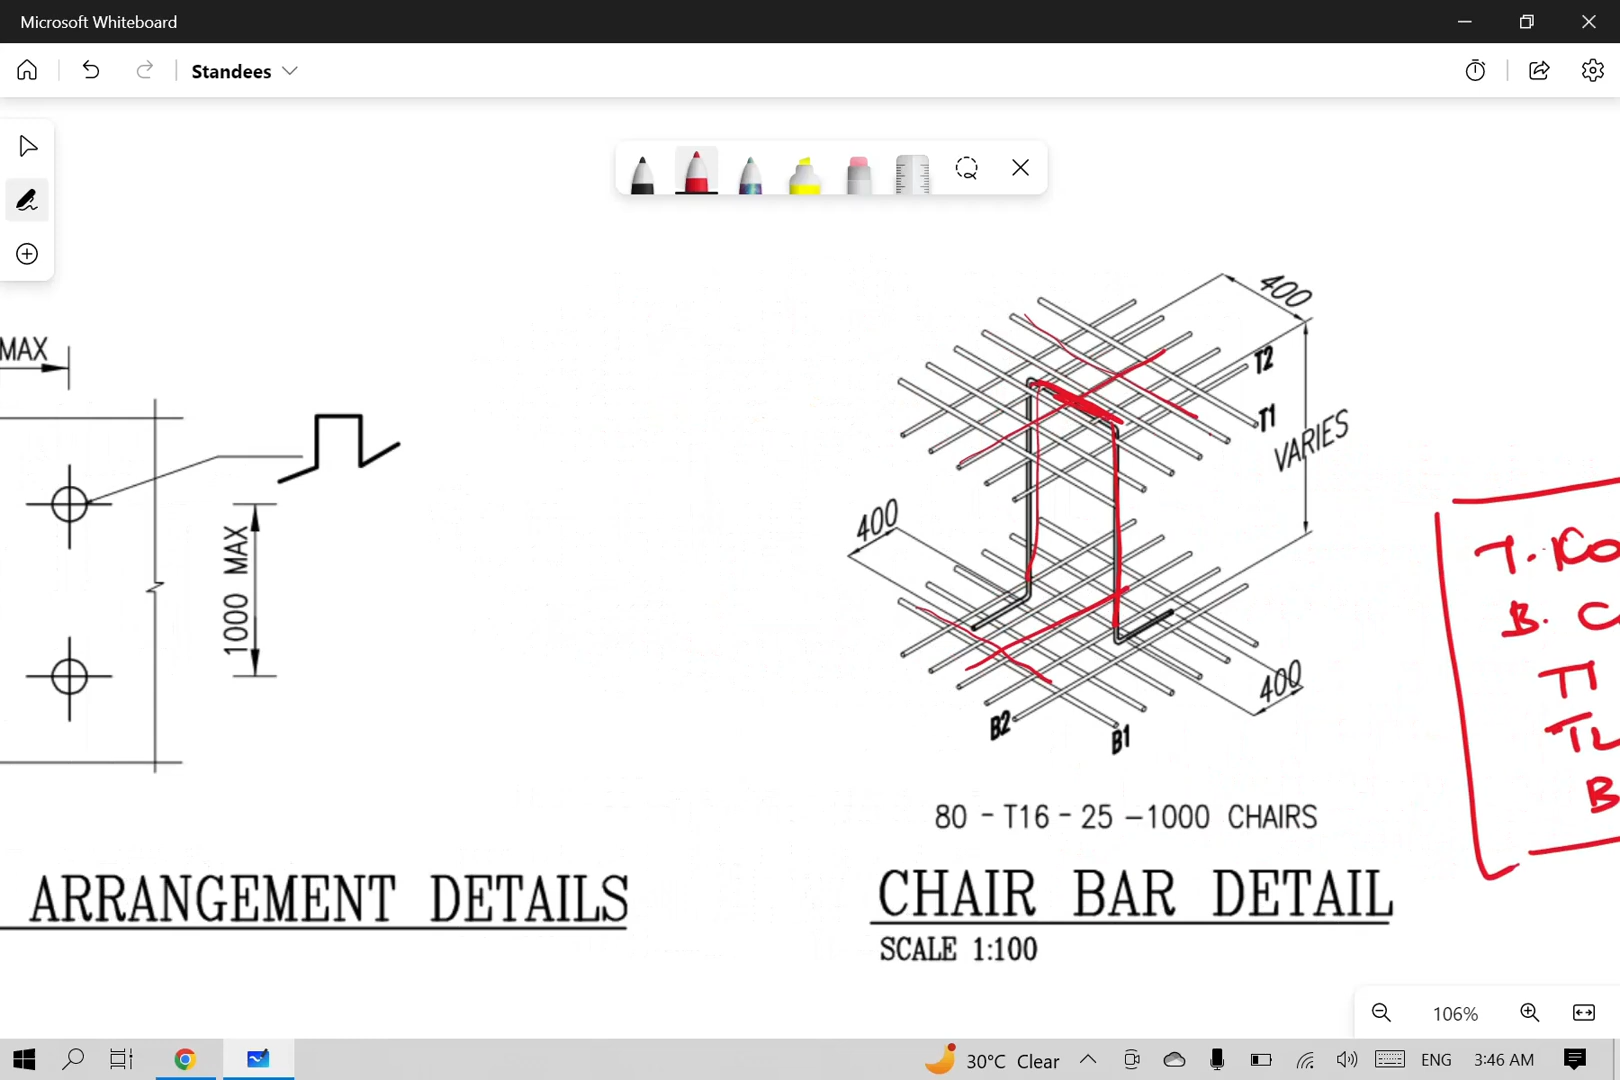 Microsoft Whiteboard
Standees
MAX
1000 MAX
ARRANGEMENT DETAILS
400
T2
T1
VARIES
400
400
B2
B1
80 - T16 - 25 -1000 CHAIRS
CHAIR BAR DETAIL
SCALE 1:100
B.
T1
B
106%
30°C Clear
ENG
3:46 AM